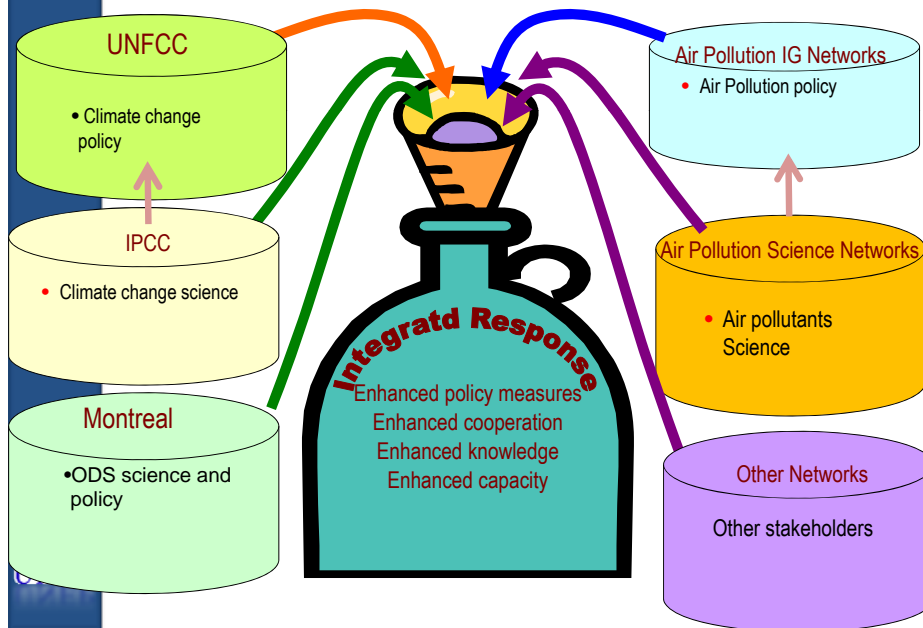 UNFCC
• Climate change
policy
IPCC
• Climate change science
Montreal
•ODS science and
policy
Integratd Response
Enhanced policy measures
Enhanced cooperation
Enhanced knowledge
Enhanced capacity
Air Pollution IG Networks
• Air Pollution policy
Air Pollution Science Networks
• Air pollutants
Science
Other Networks
Other stakeholders